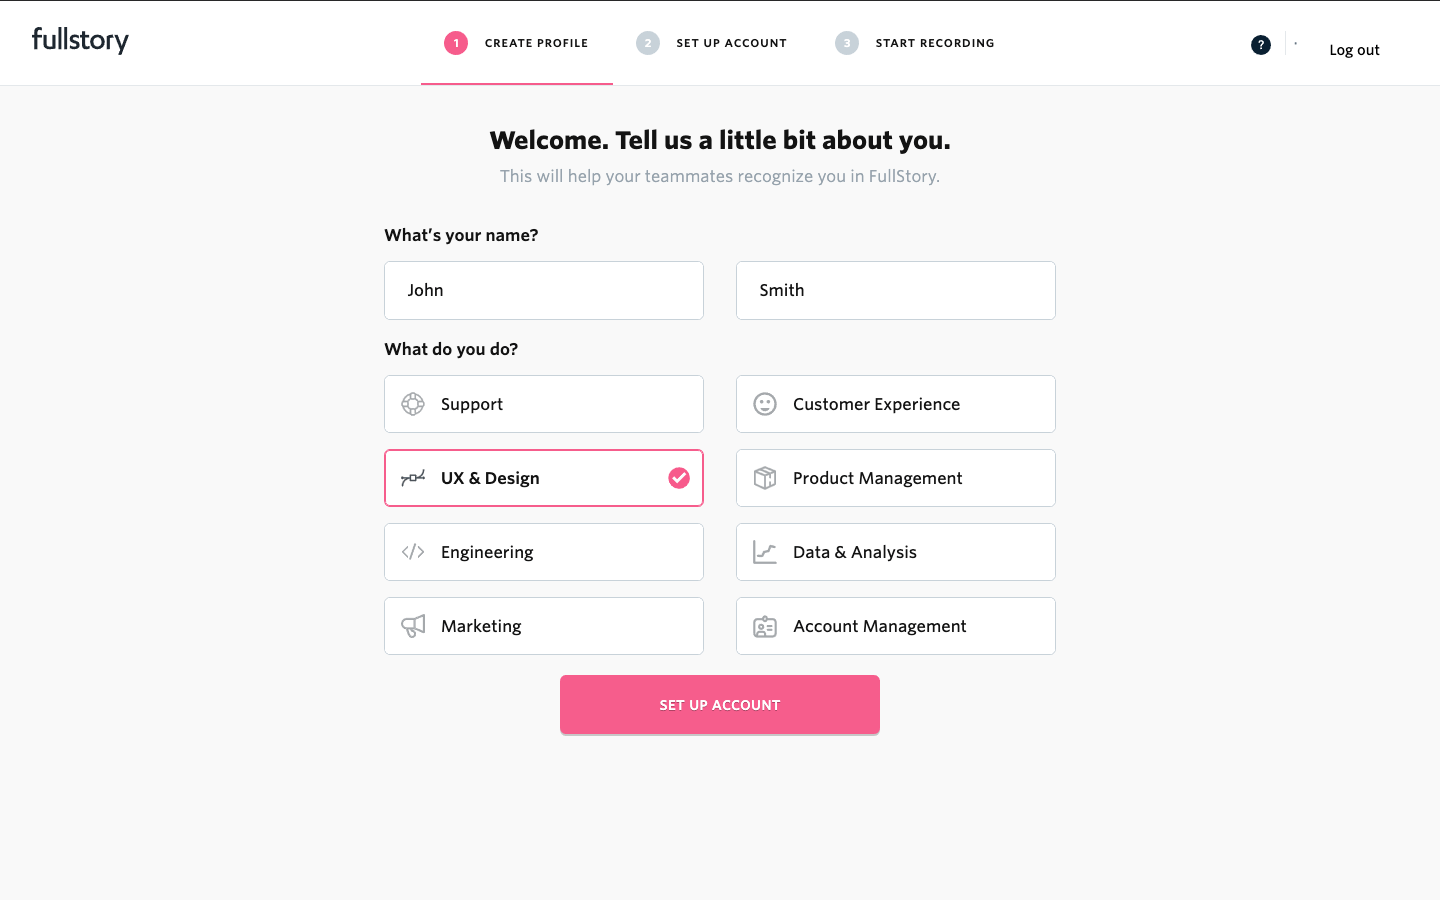 fullstory
1 CREATE PROFILE
2 SET UP ACCOUNT
3 START RECORDING
?
Log out
Welcome. Tell us a little bit about you.
This will help your teammates recognize you in FullStory.
What's your name?
John
Smith
What do you do?
Support
Customer Experience
UX & Design
Product Management
Engineering
Data & Analysis
Marketing
Account Management
SET UP ACCOUNT